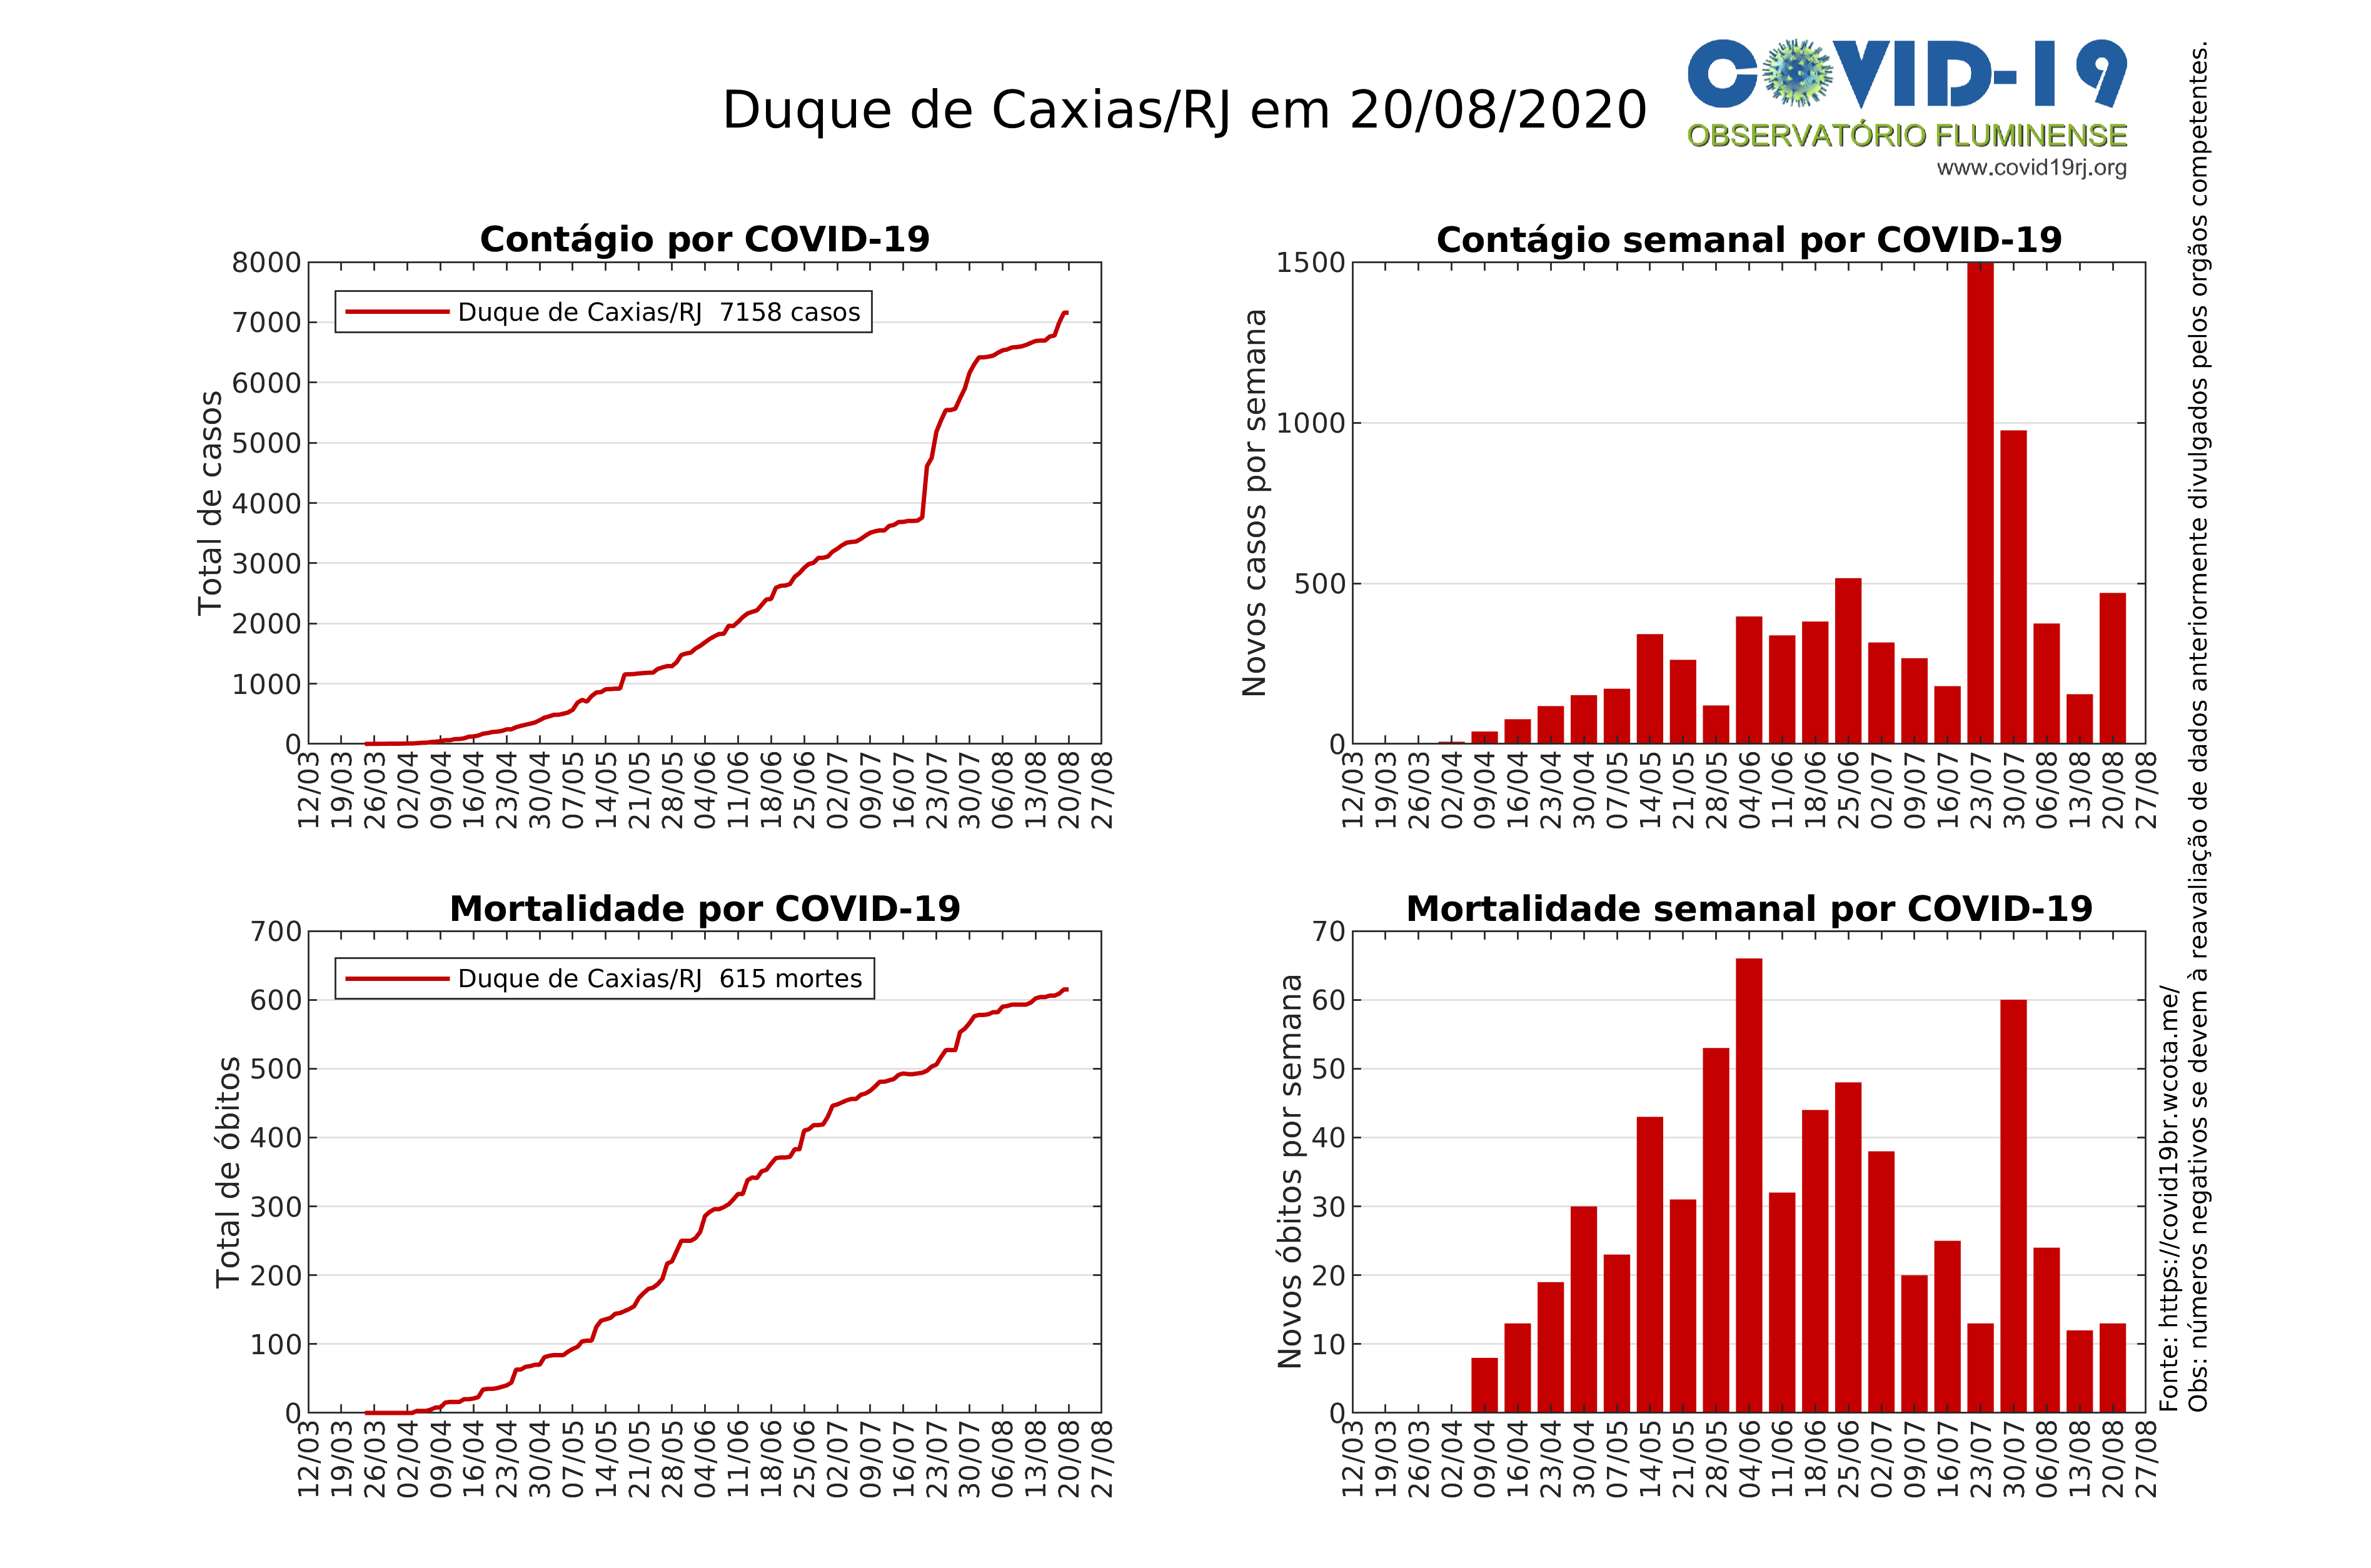 Duque de Caxias/RJ em 20/08/2020
COVID-19
OBSERVATÓRIO FLUMINENSE
www.covid19rj.org
Contágio por COVID-19
Total de casos
8000
7000
6000
5000
4000
3000
2000
1000
0
Duque de Caxias/RJ 7158 casos
12/03 19/03 26/03 02/04 09/04 16/04 23/04 30/04 07/05 14/05 21/05 28/05 04/06 11/06 18/06 25/06 02/07 09/07 16/07 23/07 30/07 06/08 13/08 20/08 27/08
Contágio semanal por COVID-19
Novos casos por semana
1500
1000
500
0
12/03 19/03 26/03 02/04 09/04 16/04 23/04 30/04 07/05 14/05 21/05 28/05 04/06 11/06 18/06 25/06 02/07 09/07 16/07 23/07 30/07 06/08 13/08 20/08 27/08
Mortalidade por COVID-19
Total de óbitos
700
600
500
400
300
200
100
0
Duque de Caxias/RJ 615 mortes
12/03 19/03 26/03 02/04 09/04 16/04 23/04 30/04 07/05 14/05 21/05 28/05 04/06 11/06 18/06 25/06 02/07 09/07 16/07 23/07 30/07 06/08 13/08 20/08 27/08
Mortalidade semanal por COVID-19
Novos óbitos por semana
70
60
50
40
30
20
10
0
12/03 19/03 26/03 02/04 09/04 16/04 23/04 30/04 07/05 14/05 21/05 28/05 04/06 11/06 18/06 25/06 02/07 09/07 16/07 23/07 30/07 06/08 13/08 20/08 27/08
Fonte: https://covid19br.wcota.me/
Obs: números negativos se devem à reavaliação de dados anteriormente divulgados pelos orgãos competentes.